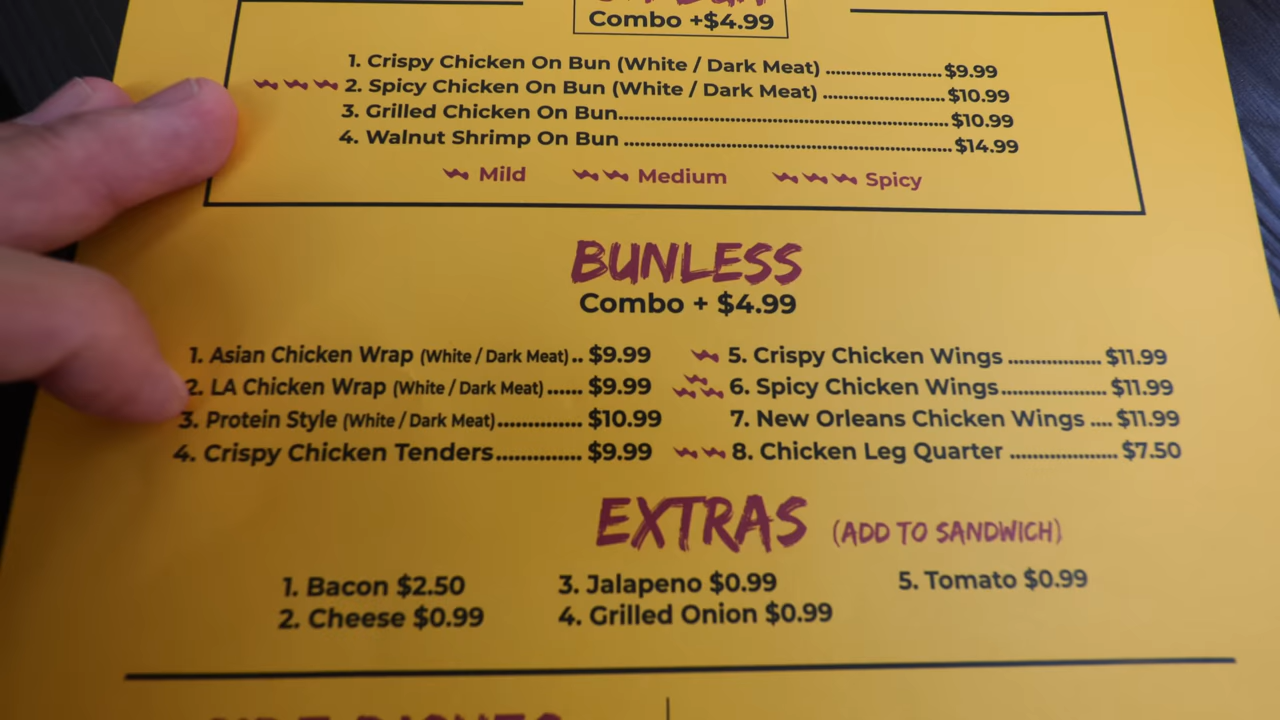 Combo +$4.99
1. Crispy Chicken On Bun (White / Dark Meat) ........................ $9.99
2. Spicy Chicken On Bun (White / Dark Meat) ......................... $10.99
3. Grilled Chicken On Bun.................................................................... $10.99
4. Walnut Shrimp On Bun .................................................................... $14.99
Mild Medium Spicy
BUNLESS
Combo + $4.99
1. Asian Chicken Wrap (White / Dark Meat).. $9.99
2. LA Chicken Wrap (White / Dark Meat)...... $9.99
3. Protein Style (White / Dark Meat)............... $10.99
4. Crispy Chicken Tenders............... $9.99
5. Crispy Chicken Wings ................ $11.99
6. Spicy Chicken Wings.................. $11.99
7. New Orleans Chicken Wings .... $11.99
8. Chicken Leg Quarter ................... $7.50
EXTRAS (ADD TO SANDWICH)
1. Bacon $2.50
2. Cheese $0.99
3. Jalapeno $0.99
4. Grilled Onion $0.99
5. Tomato $0.99